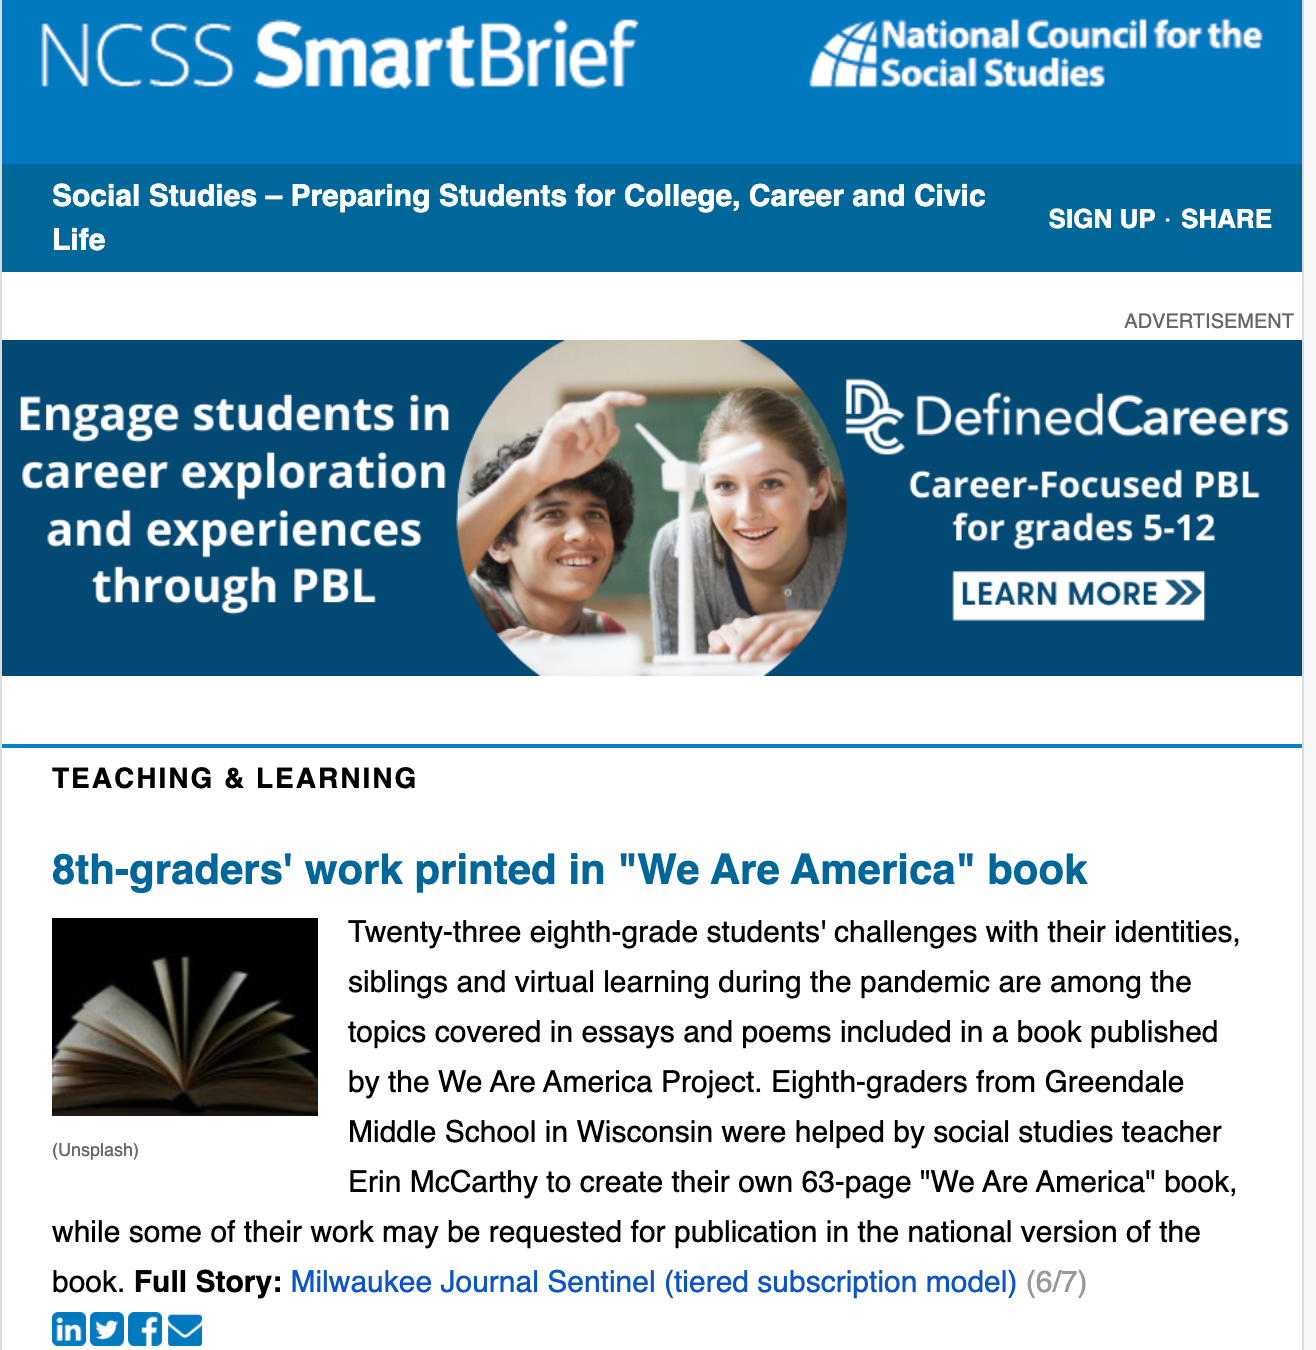 NCSS SmartBrief
National Council for the
Social Studies
Social Studies – Preparing Students for College, Career and Civic
Life
SIGN UP · SHARE
ADVERTISEMENT
Engage students in
career exploration
and experiences
through PBL
DC DefinedCareers
Career-Focused PBL
for grades 5-12
LEARN MORE »
TEACHING & LEARNING
8th-graders' work printed in "We Are America" book
Twenty-three eighth-grade students' challenges with their identities,
siblings and virtual learning during the pandemic are among the
topics covered in essays and poems included in a book published
by the We Are America Project. Eighth-graders from Greendale
Middle School in Wisconsin were helped by social studies teacher
Erin McCarthy to create their own 63-page "We Are America" book,
(Unsplash)
while some of their work may be requested for publication in the national version of the
book. Full Story: Milwaukee Journal Sentinel (tiered subscription model) (6/7)
in f